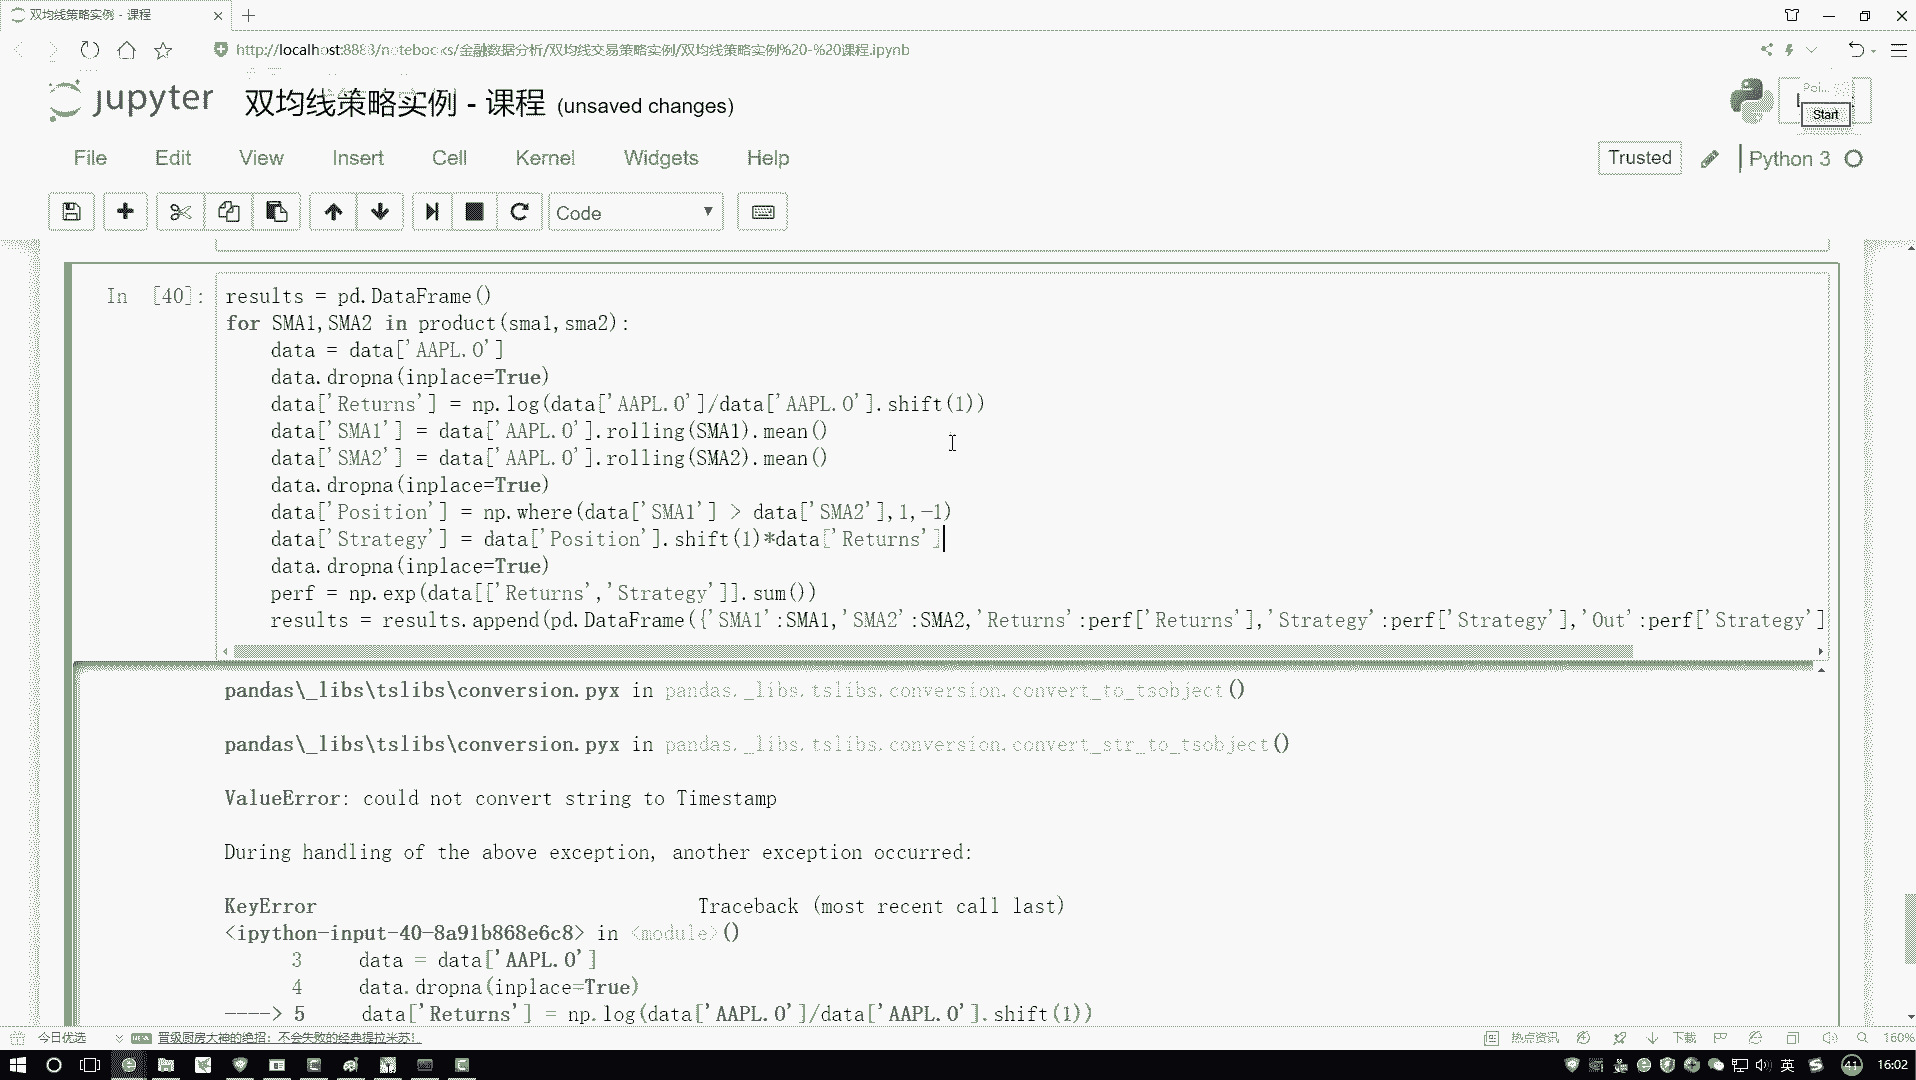 双均线策略实例 - 课程
http://localhost:8888/notebooks/金融数据分析/双均线交易策略实例/双均线策略实例%20-%20课程.ipynb
jupyter 双均线策略实例 - 课程 (unsaved changes)
Start
File Edit View Insert Cell Kernel Widgets Help
Trusted Python 3
Code
In [40]:
results = pd.DataFrame()
for SMA1,SMA2 in product(sma1,sma2):
    data = data['AAPL.O']
    data.dropna(inplace=True)
    data['Returns'] = np.log(data['AAPL.O']/data['AAPL.O'].shift(1))
    data['SMA1'] = data['AAPL.O'].rolling(SMA1).mean()
    data['SMA2'] = data['AAPL.O'].rolling(SMA2).mean()
    data.dropna(inplace=True)
    data['Position'] = np.where(data['SMA1'] > data['SMA2'],1,-1)
    data['Strategy'] = data['Position'].shift(1)*data['Returns']
    data.dropna(inplace=True)
    perf = np.exp(data[['Returns','Strategy']].sum())
    results = results.append(pd.DataFrame({'SMA1':SMA1,'SMA2':SMA2,'Returns':perf['Returns'],'Strategy':perf['Strategy'],'Out':perf['Strategy']
pandas\_libs\tslibs\conversion.pyx in pandas._libs.tslibs.conversion.convert_to_tsobject()
pandas\_libs\tslibs\conversion.pyx in pandas._libs.tslibs.conversion.convert_str_to_tsobject()
ValueError: could not convert string to Timestamp
During handling of the above exception, another exception occurred:
KeyError Traceback (most recent call last)
<ipython-input-40-8a91b868e6c8> in <module>()
3     data = data['AAPL.O']
4     data.dropna(inplace=True)
----> 5     data['Returns'] = np.log(data['AAPL.O']/data['AAPL.O'].shift(1))
今日优选 NEW 晋级厨房大神的绝招：不会失败的经典提拉米苏！ 热点资讯 下载 160%
英 41 16:02